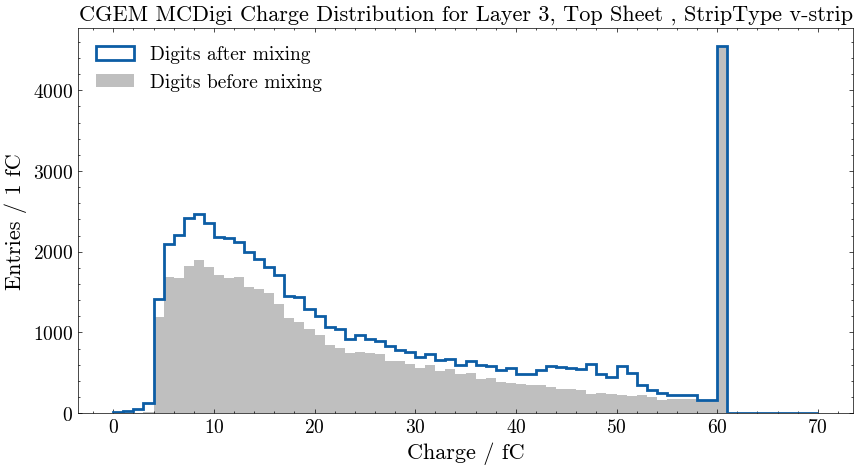 CGEM MCDigi Charge Distribution for Layer 3, Top Sheet , StripType v-strip
Digits after mixing
Digits before mixing
Entries / 1 fC
4000
3000
2000
1000
0
0 10 20 30 40 50 60 70
Charge / fC